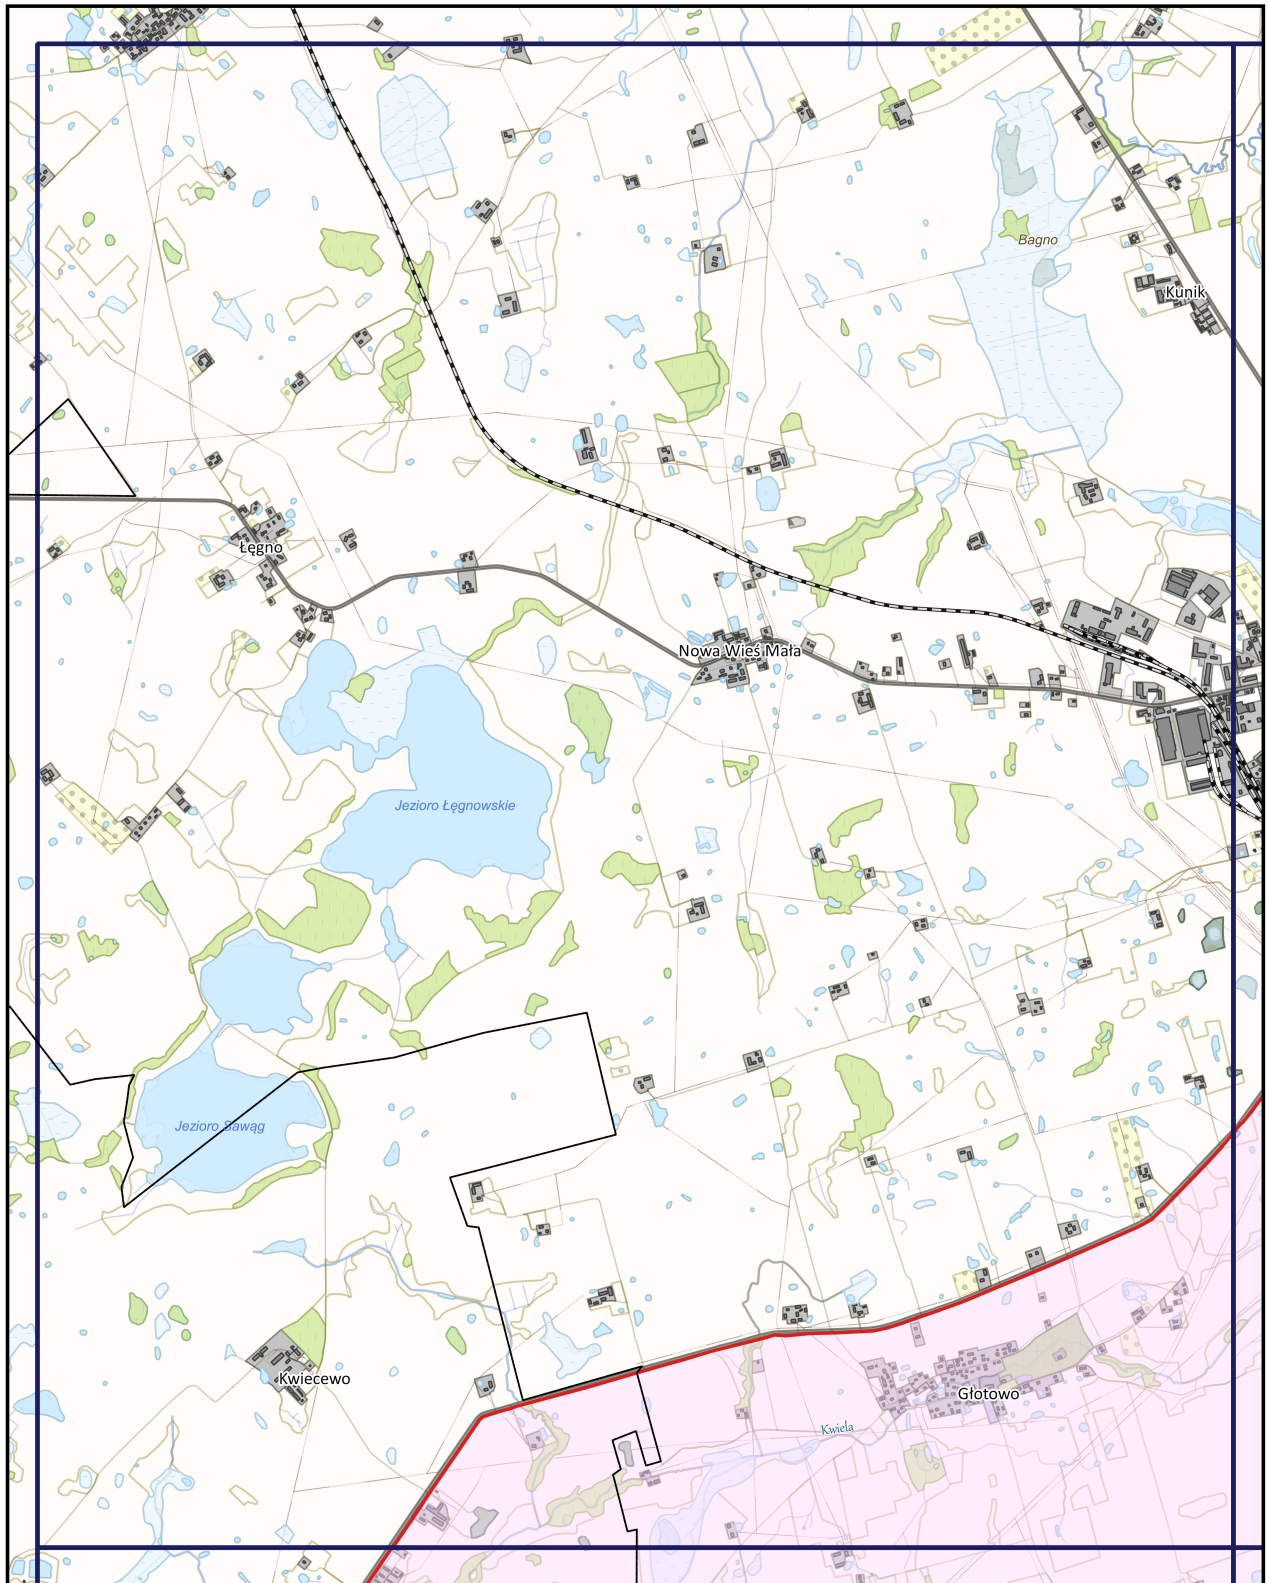 Bagno
Kunik
Łęgno
Nowa Wieś Mała
Jezioro Łęgnowskie
Jezioro Sawąg
Kwiecewo
Głotowo
Kwiela